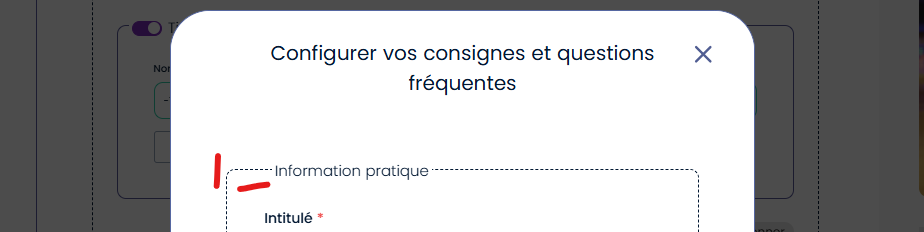 Configurer vos consignes et questions
fréquentes
Information pratique
Intitulé *